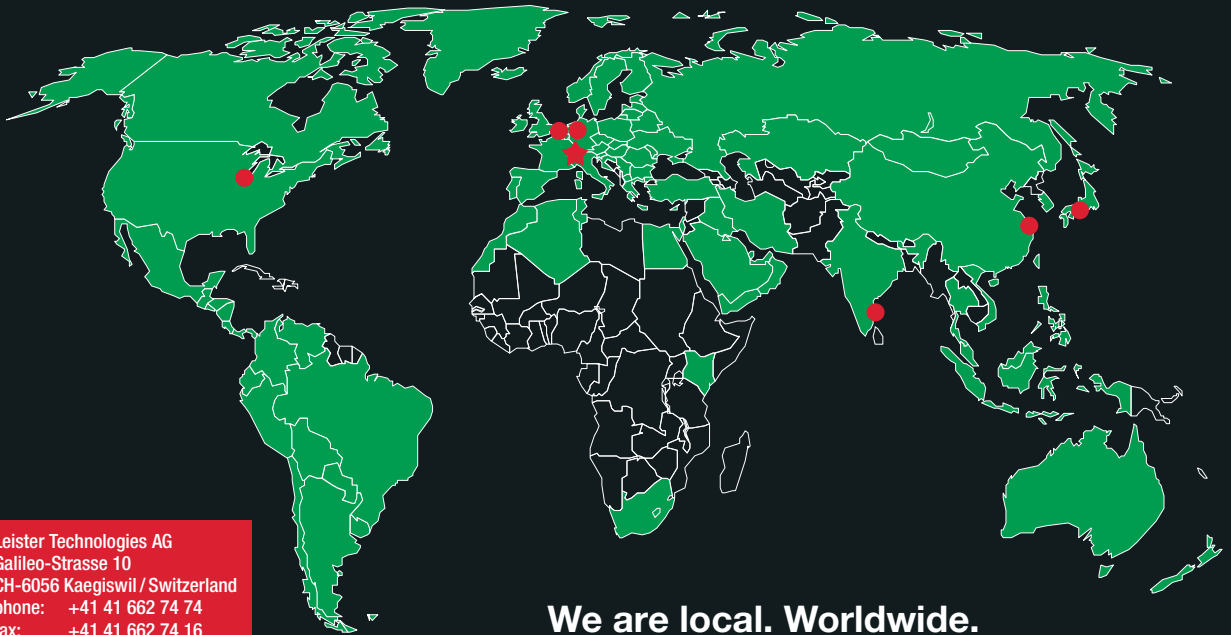 Leister Technologies AG
Galileo-Strasse 10
CH-6056 Kaegiswil / Switzerland
phone: +41 41 662 74 74
fax: +41 41 662 74 16
We are local. Worldwide.